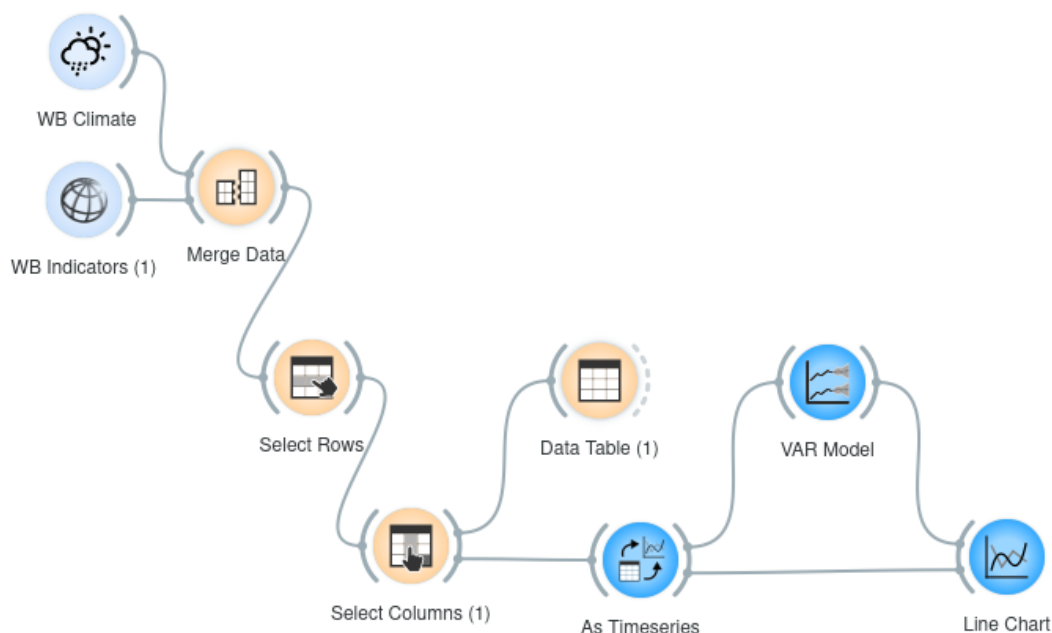 WB Climate
WB Indicators (1)
Merge Data
Select Rows
Data Table (1)
VAR Model
Select Columns (1)
As Timeseries
Line Chart